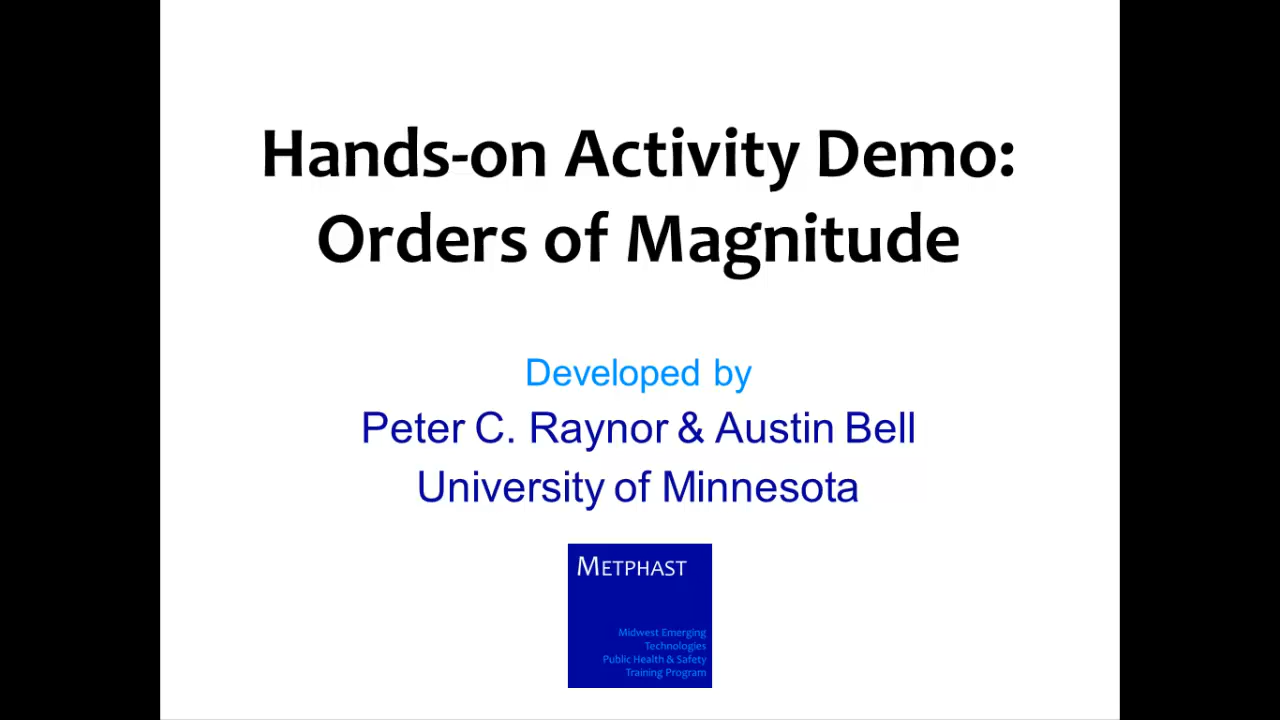 Hands-on Activity Demo:
Orders of Magnitude
Developed by
Peter C. Raynor & Austin Bell
University of Minnesota
METPHAST
Midwest Emerging
Technologies
Public Health & Safety
Training Program